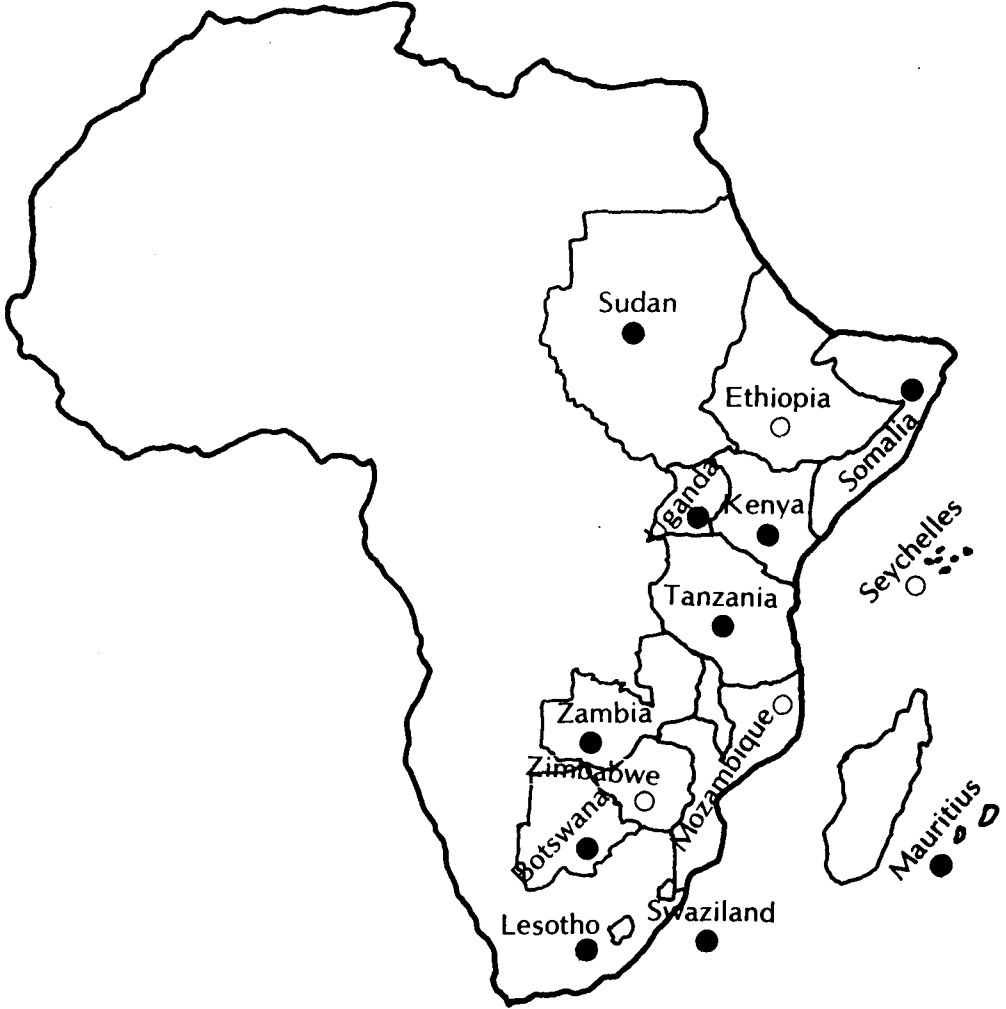 Sudan
Ethiopia
Somalia
Uganda
Kenya
Seychelles
Tanzania
Zambia
Mozambique
Zimbabwe
Botswana
Mauritius
Lesotho
Swaziland